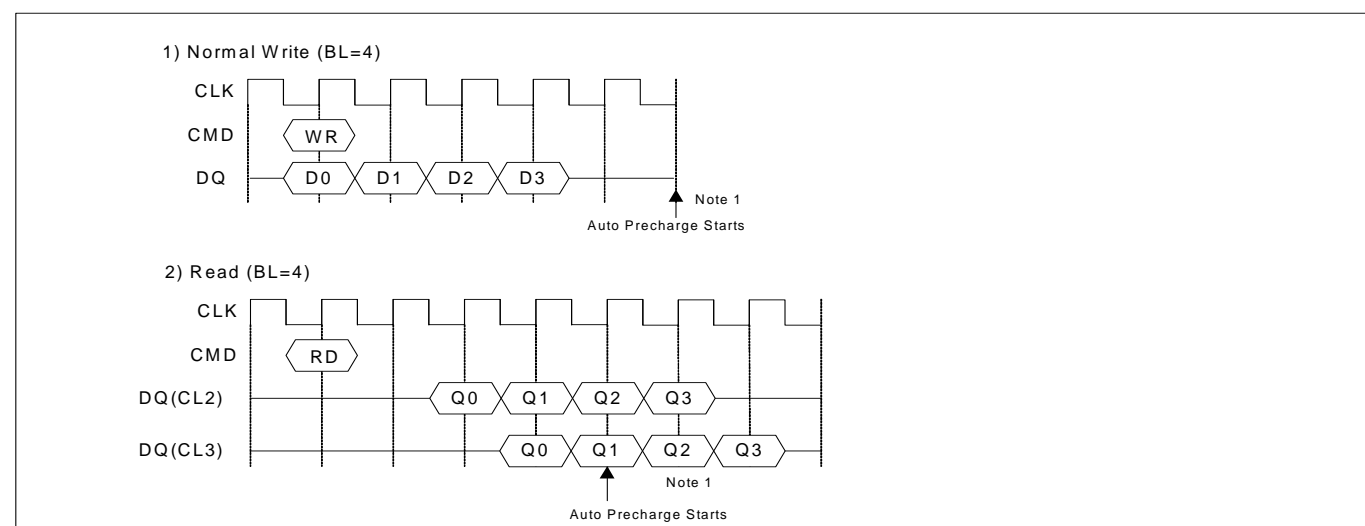 1) Normal Write (BL=4)
CLK
CMD WR
DQ D0 D1 D2 D3
Note 1
Auto Precharge Starts
2) Read (BL=4)
CLK
CMD RD
DQ(CL2) Q0 Q1 Q2 Q3
DQ(CL3) Q0 Q1 Q2 Q3
Note 1
Auto Precharge Starts